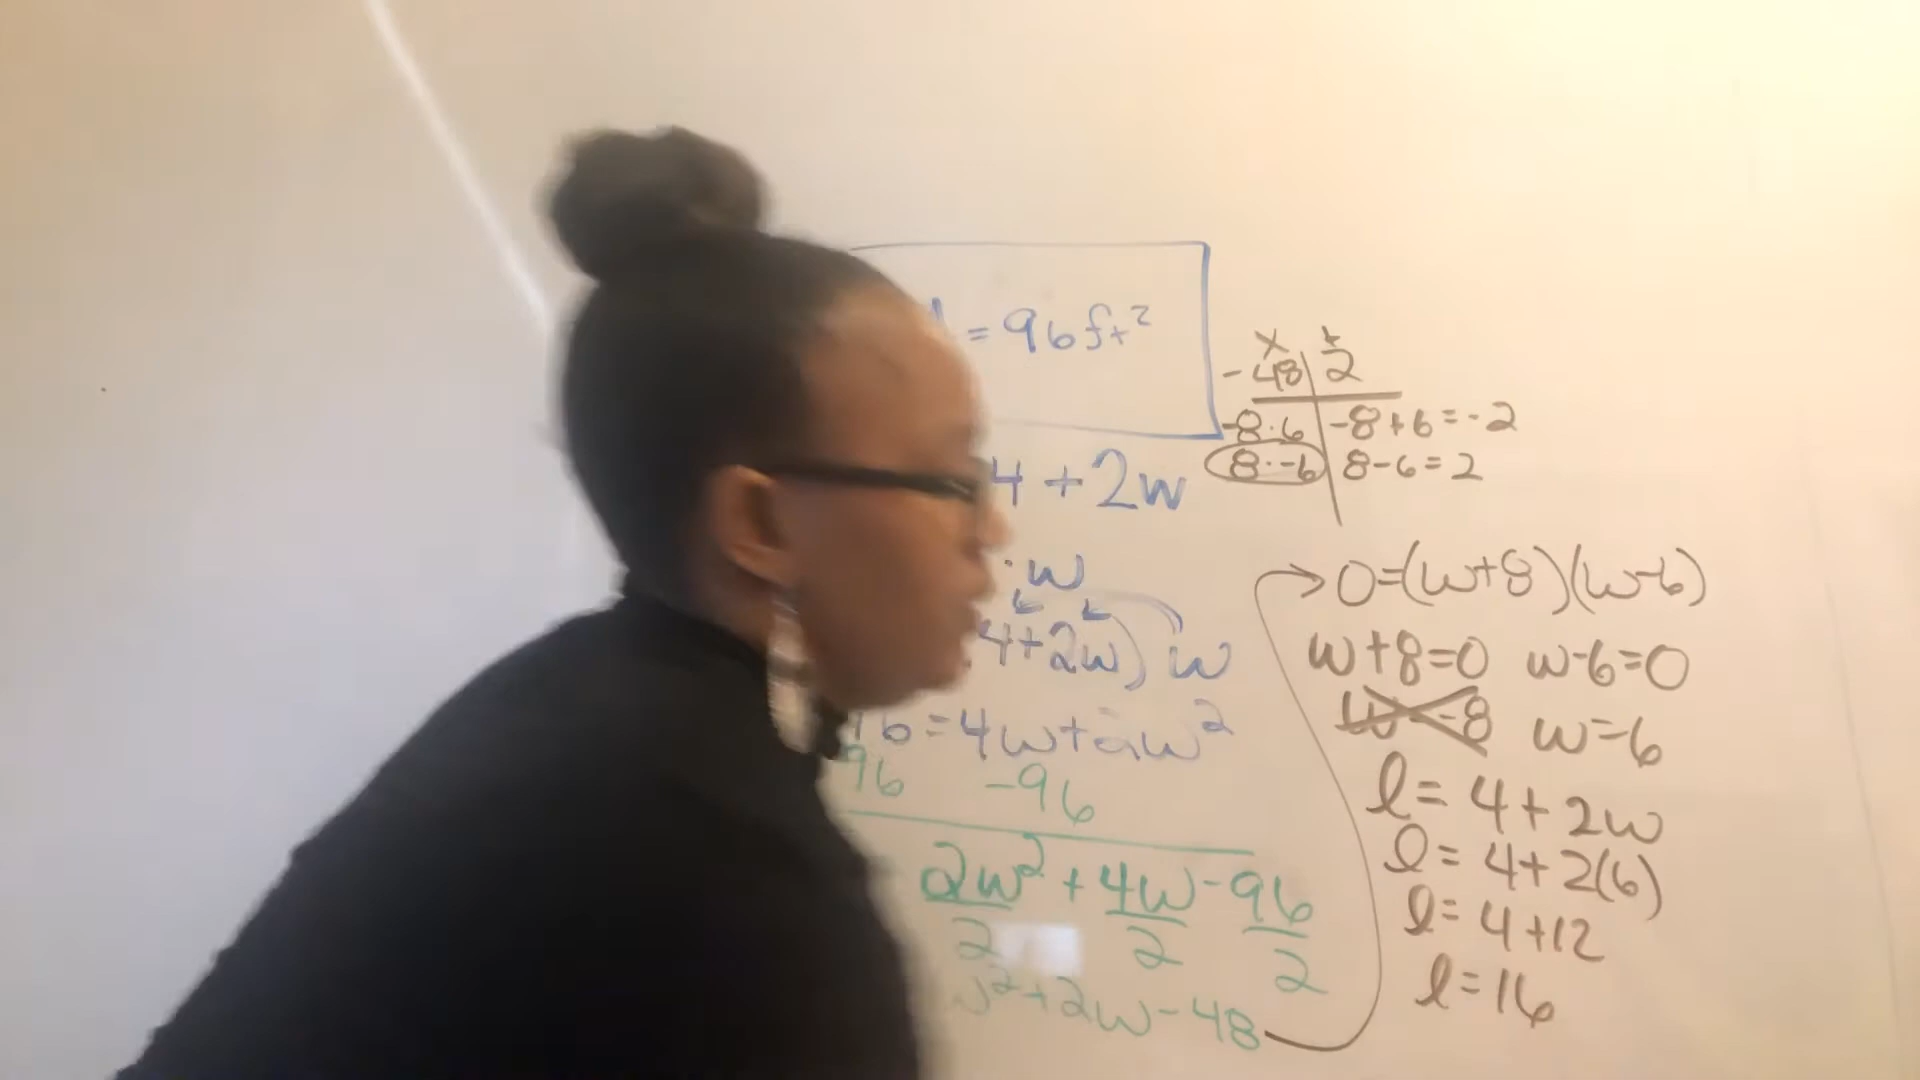 = 96 ft²
4 + 2w
· w
4+2w) w
= 4w+2w²
96 -96
2w² + 4w - 96
2 2 2
w²+2w-48
x +
-48 2
-8·6 -8+6=-2
8·-6 8-6=2
0=(w+8)(w-6)
w+8=0 w-6=0
w=-8 w=6
l= 4+2w
l= 4+2(6)
l= 4+12
l=16